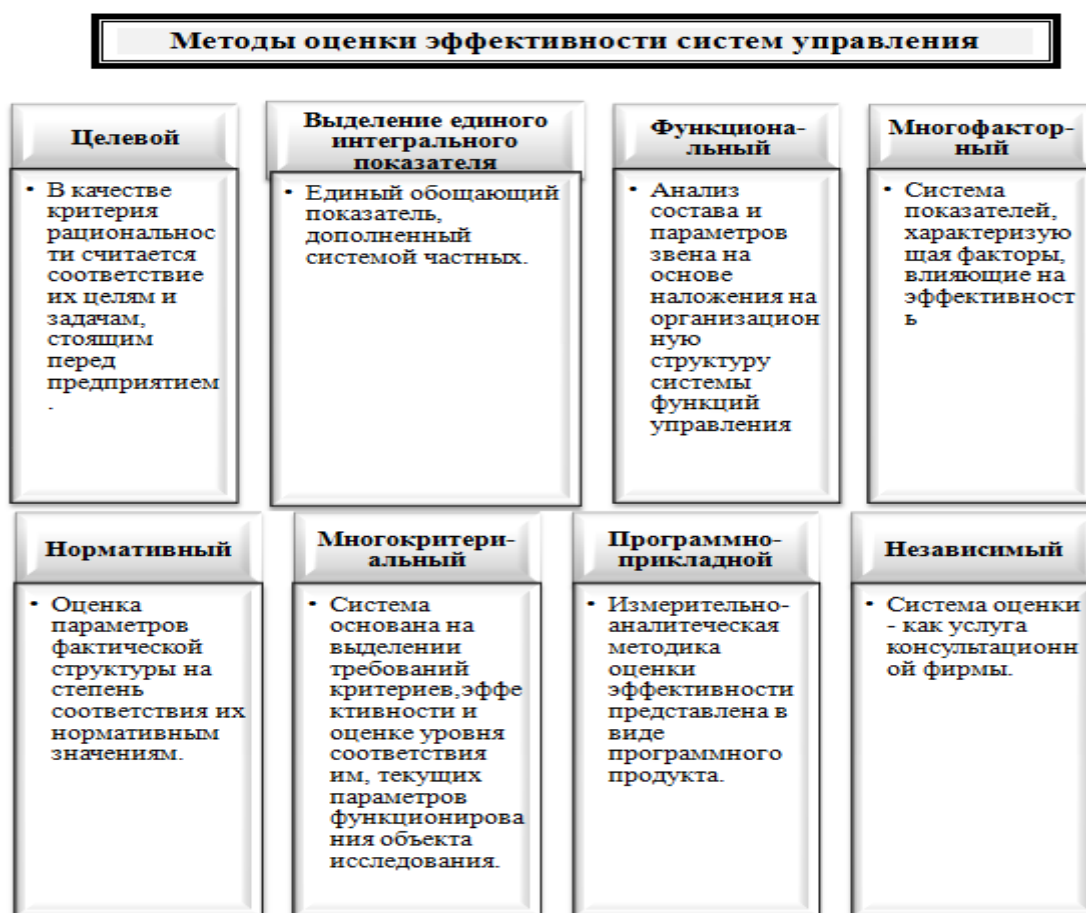 Методы оценки эффективности систем управления
Целевой
• В качестве
критерия
рациональнос
ти считается
соответствие
их целям и
задачам,
стоящим
перед
предприятием
.
Выделение единого
интегрального
показателя
• Единый обощающий
показатель,
дополненный
системой частных.
Функциона-
льный
• Анализ
состава и
параметров
звена на
основе
наложения на
организацион
ную
структуру
системы
функций
управления
Многофактор-
ный
• Система
показателей,
характеризую
щая факторы,
влияющие на
эффективност
ь
Нормативный
• Оценка
параметров
фактической
структуры на
степень
соответствия их
нормативным
значениям.
Многокритери-
альный
• Система
основана на
выделении
требований
критериев,эффе
ктивности и
оценке уровня
соответствия
им, текущих
параметров
функционирова
ния объекта
исследования.
Программно-
прикладной
• Измерительно-
аналитеческая
методика
оценки
эффективности
представлена в
виде
программного
продукта.
Независимый
• Система оценки
- как услуга
консультационн
ой фирмы.